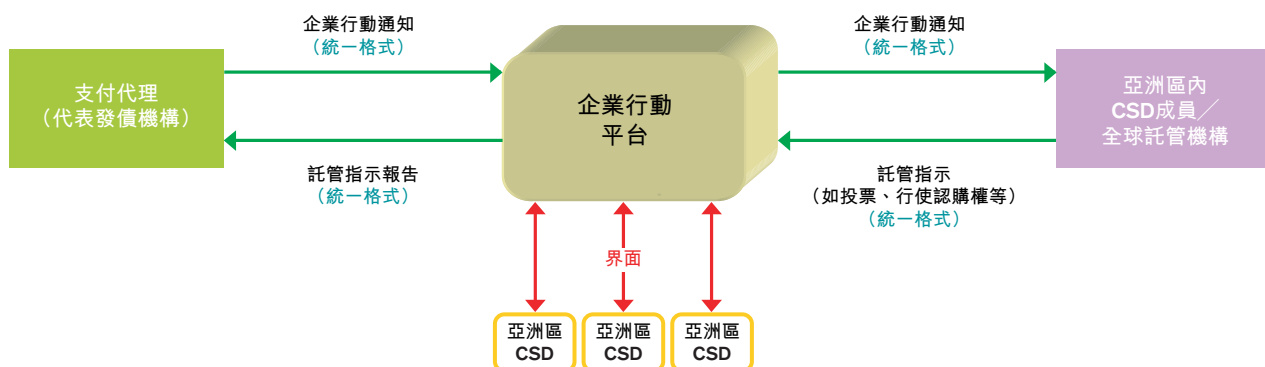 企業行動通知
（統一格式）
支付代理
（代表發債機構）
託管指示報告
（統一格式）
企業行動
平台
企業行動通知
（統一格式）
亞洲區內
CSD成員／
全球託管機構
託管指示
（如投票、行使認購權等）
（統一格式）
界面
亞洲區
CSD
亞洲區
CSD
亞洲區
CSD